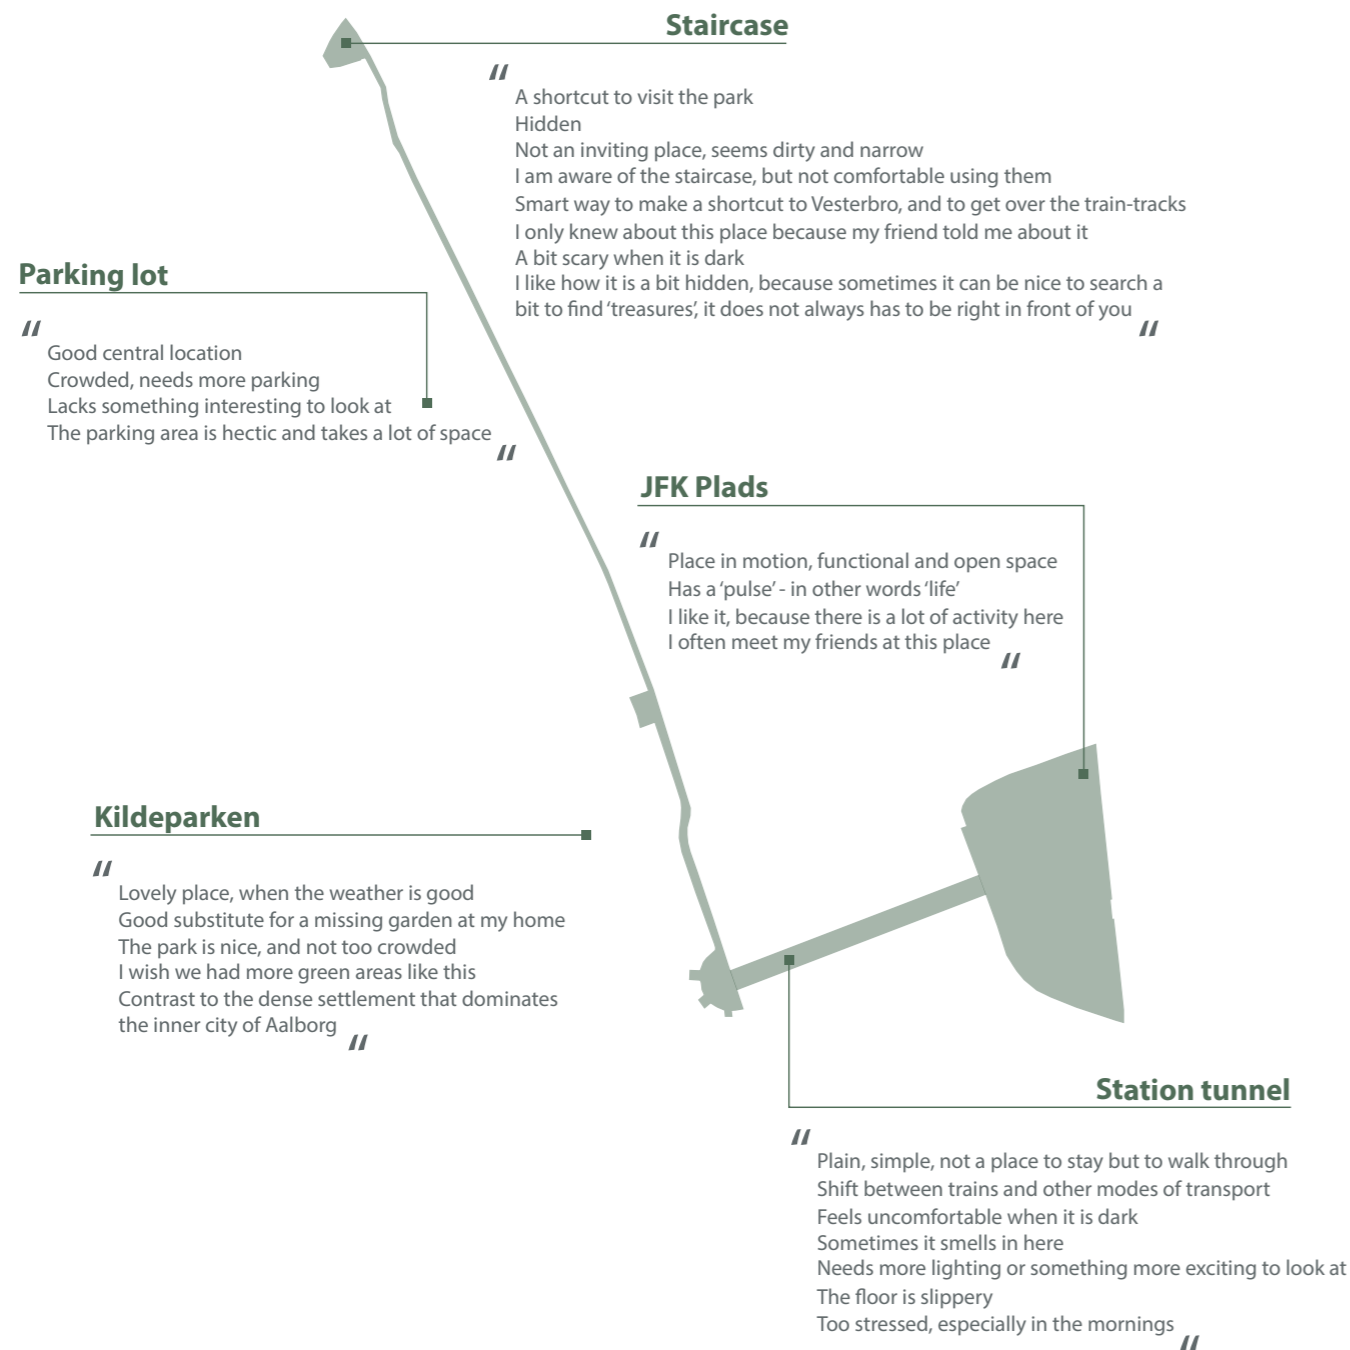 Staircase
“
A shortcut to visit the park
Hidden
Not an inviting place, seems dirty and narrow
I am aware of the staircase, but not comfortable using them
Smart way to make a shortcut to Vesterbro, and to get over the train-tracks
I only knew about this place because my friend told me about it
A bit scary when it is dark
I like how it is a bit hidden, because sometimes it can be nice to search a
bit to find ‘treasures’, it does not always has to be right in front of you
“
Parking lot
“
Good central location
Crowded, needs more parking
Lacks something interesting to look at
The parking area is hectic and takes a lot of space
“
JFK Plads
“
Place in motion, functional and open space
Has a ‘pulse’ - in other words ‘life’
I like it, because there is a lot of activity here
I often meet my friends at this place
“
Kildeparken
“
Lovely place, when the weather is good
Good substitute for a missing garden at my home
The park is nice, and not too crowded
I wish we had more green areas like this
Contrast to the dense settlement that dominates
the inner city of Aalborg
“
Station tunnel
“
Plain, simple, not a place to stay but to walk through
Shift between trains and other modes of transport
Feels uncomfortable when it is dark
Sometimes it smells in here
Needs more lighting or something more exciting to look at
The floor is slippery
Too stressed, especially in the mornings
“